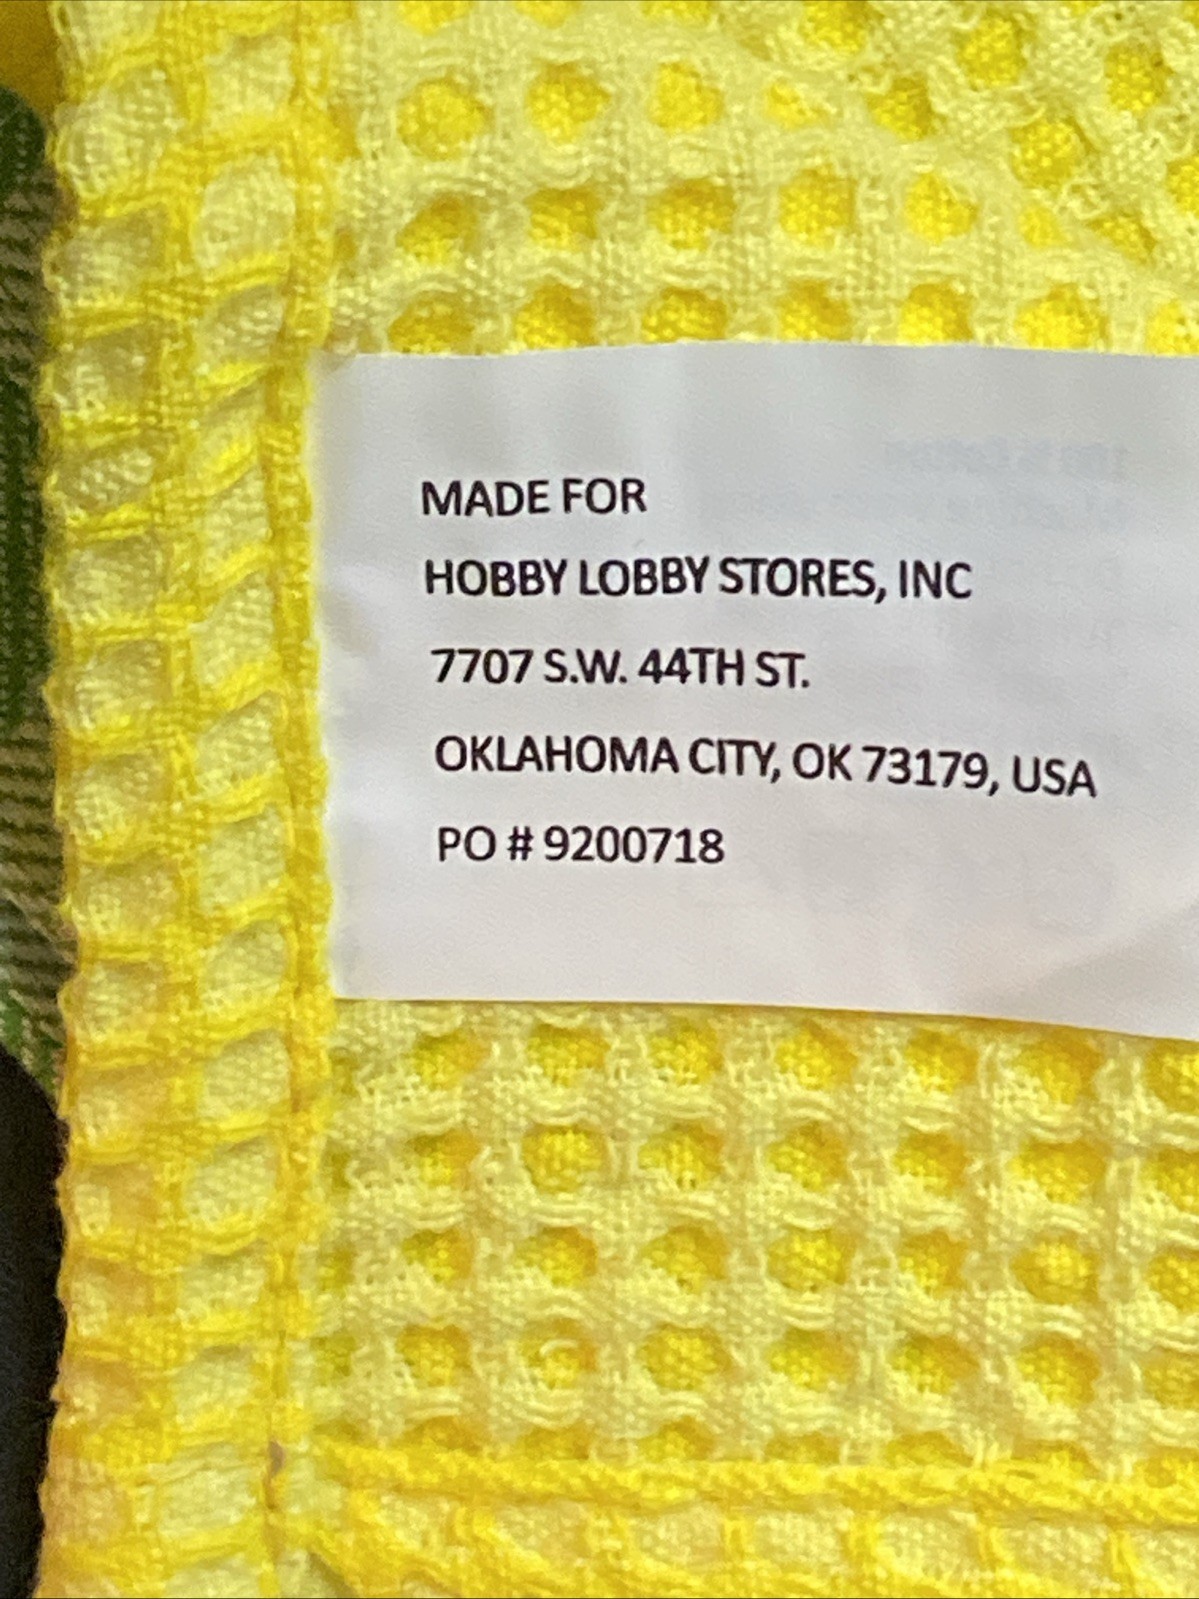 MADE FOR
HOBBY LOBBY STORES, INC
7707 S.W. 44TH ST.
OKLAHOMA CITY, OK 73179, USA
PO # 9200718